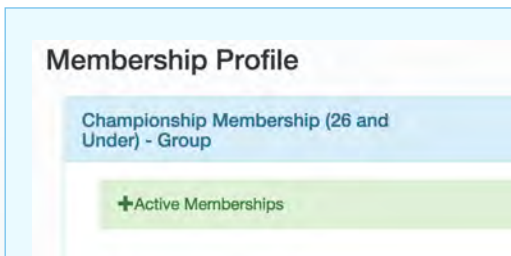 Membership Profile
Championship Membership (26 and
Under) - Group
+Active Memberships